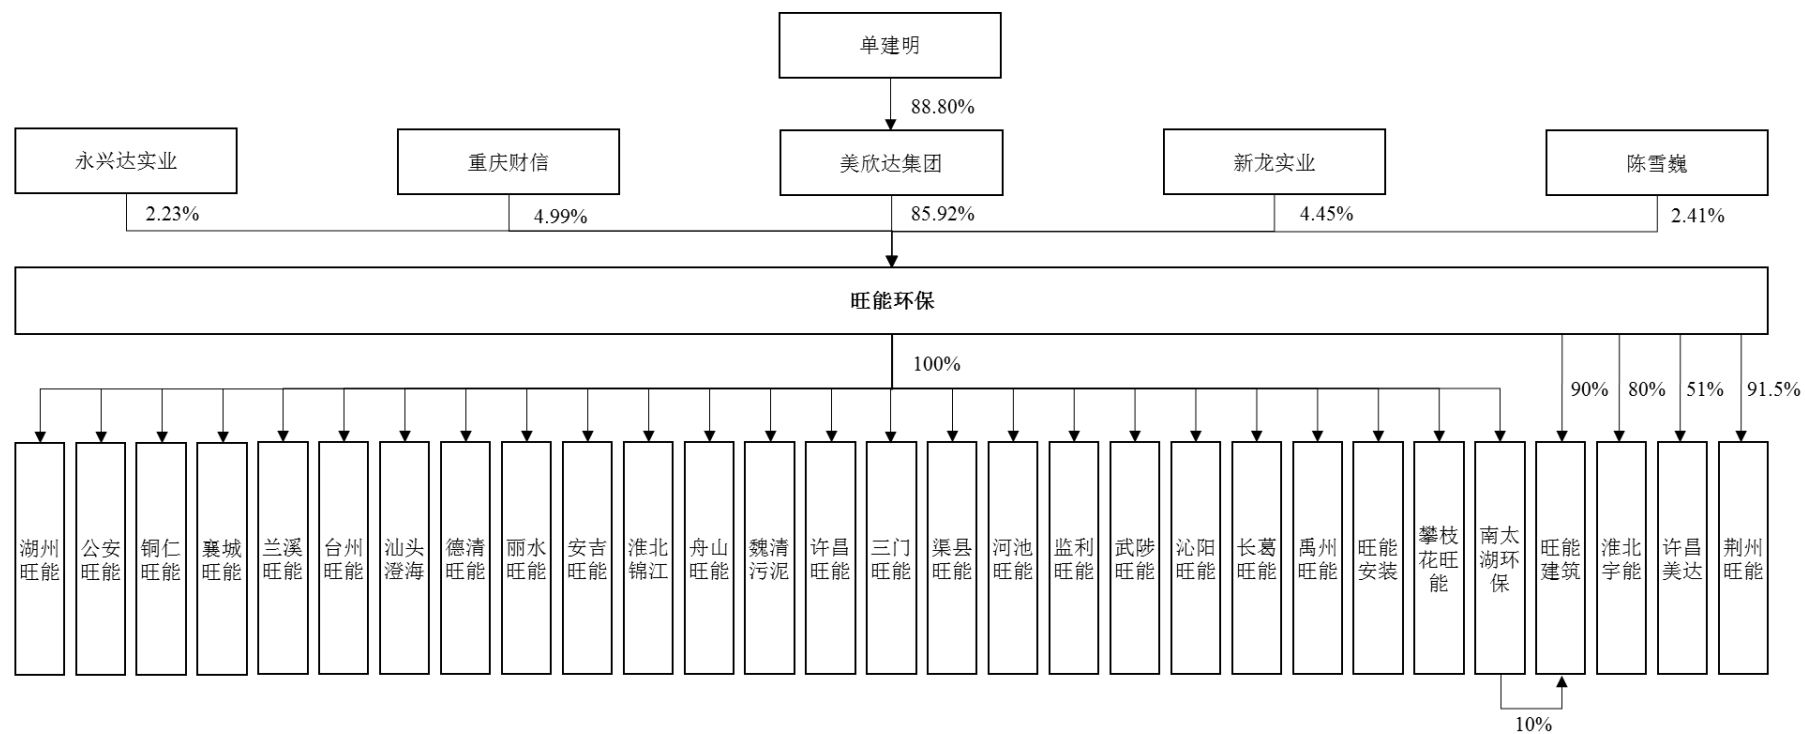 单建明
88.80%
永兴达实业
重庆财信
美欣达集团
新龙实业
陈雪巍
2.23%
4.99%
85.92%
4.45%
2.41%
旺能环保
100%
90%
80%
51%
91.5%
湖州
旺能
公安
旺能
铜仁
旺能
襄城
旺能
兰溪
旺能
台州
旺能
汕头
澄海
德清
旺能
丽水
旺能
安吉
旺能
淮北
锦江
舟山
旺能
魏清
污泥
许昌
旺能
三门
旺能
渠县
旺能
河池
旺能
监利
旺能
武陟
旺能
沁阳
旺能
长葛
旺能
禹州
旺能
旺能
安装
攀枝
花旺
能
南太
湖环
保
旺能
建筑
淮北
宇能
许昌
美达
荆州
旺能
10%